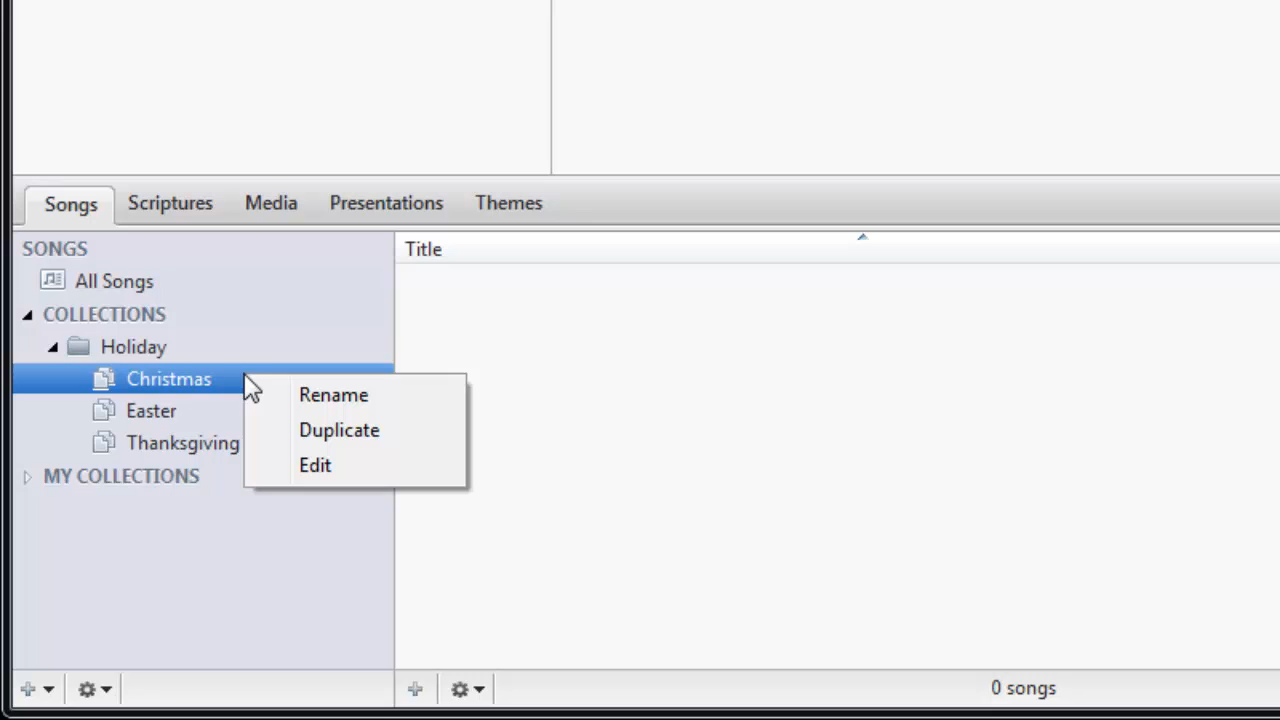 Songs Scriptures Media Presentations Themes
SONGS
Title
All Songs
COLLECTIONS
Holiday
Christmas
Easter
Thanksgiving
MY COLLECTIONS
Rename
Duplicate
Edit
0 songs